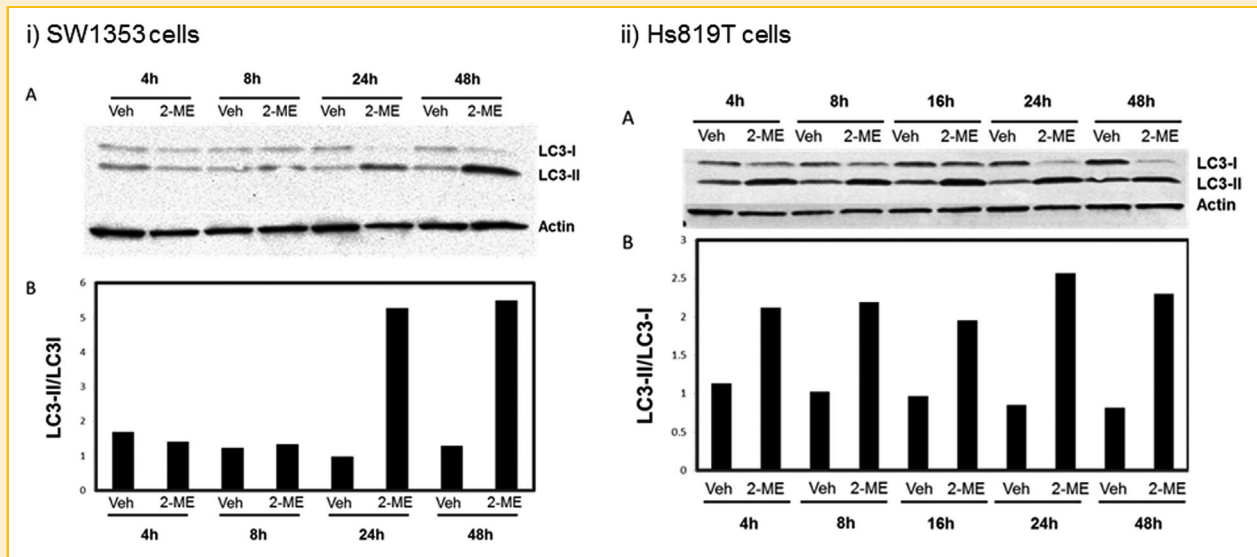 i) SW1353 cells
4h 8h 24h 48h
A
Veh 2-ME Veh 2-ME Veh 2-ME Veh 2-ME
LC3-I
LC3-II
Actin
B
LC3-II/LC3I
6
5
4
3
2
1
0
Veh 2-ME Veh 2-ME Veh 2-ME Veh 2-ME
4h 8h 24h 48h
ii) Hs819T cells
4h 8h 16h 24h 48h
A
Veh 2-ME Veh 2-ME Veh 2-ME Veh 2-ME Veh 2-ME
LC3-I
LC3-II
Actin
B
LC3-II/LC3-I
3
2.5
2
1.5
1
0.5
0
Veh 2-ME Veh 2-ME Veh 2-ME Veh 2-ME Veh 2-ME
4h 8h 16h 24h 48h